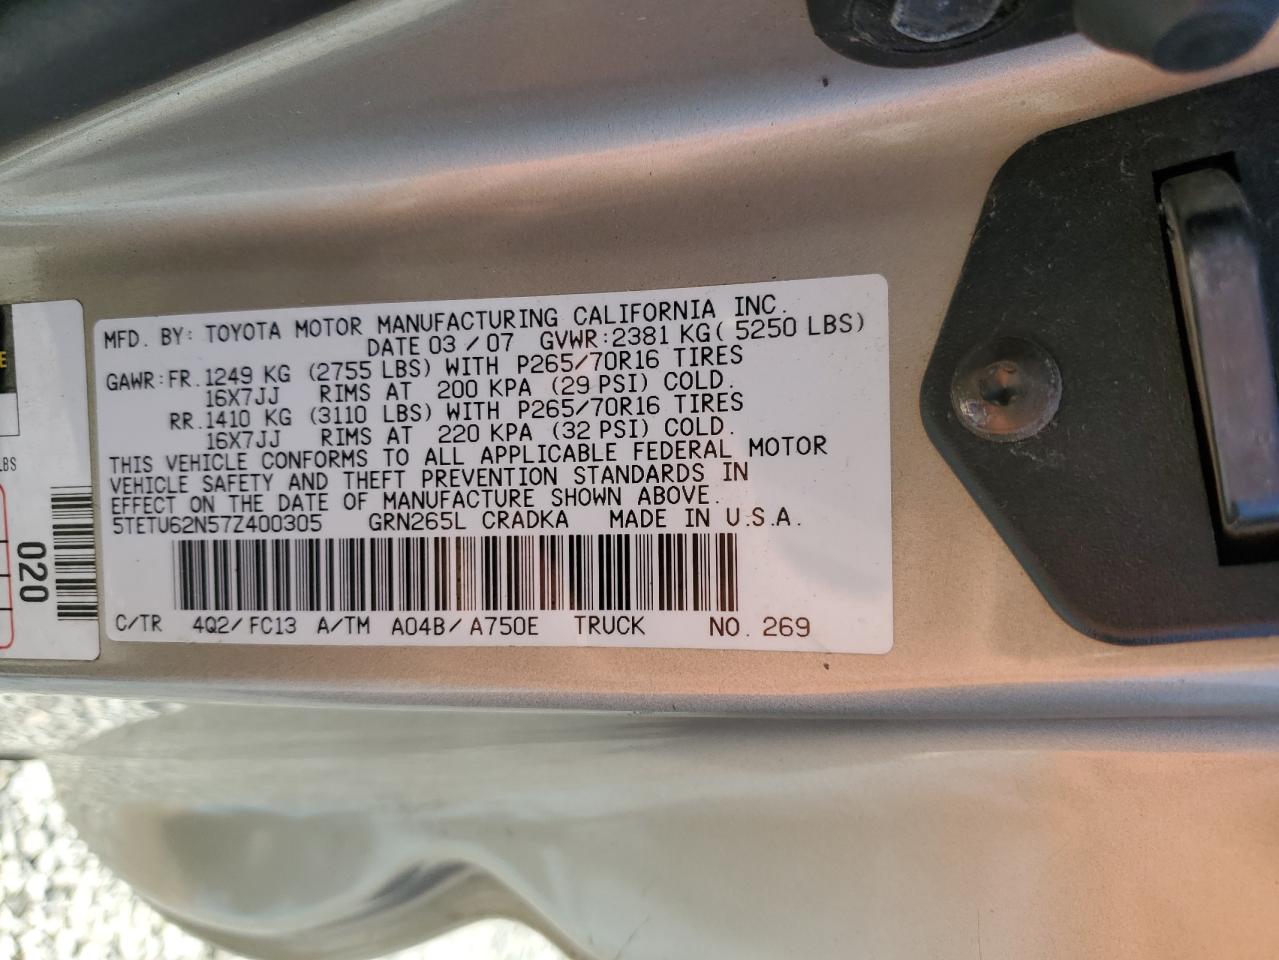 MFD. BY: TOYOTA MOTOR MANUFACTURING CALIFORNIA INC.
DATE 03/07 GVWR:2381 KG( 5250 LBS)
GAWR:FR.1249 KG (2755 LBS) WITH P265/70R16 TIRES
16X7JJ RIMS AT 200 KPA (29 PSI) COLD.
RR.1410 KG (3110 LBS) WITH P265/70R16 TIRES
16X7JJ RIMS AT 220 KPA (32 PSI) COLD.
THIS VEHICLE CONFORMS TO ALL APPLICABLE FEDERAL MOTOR
VEHICLE SAFETY AND THEFT PREVENTION STANDARDS IN
EFFECT ON THE DATE OF MANUFACTURE SHOWN ABOVE.
5TETU62N57Z400305 GRN265L CRADKA MADE IN U.S.A.
C/TR 4Q2/FC13 A/TM A04B/A750E TRUCK NO. 269
E
LBS
020